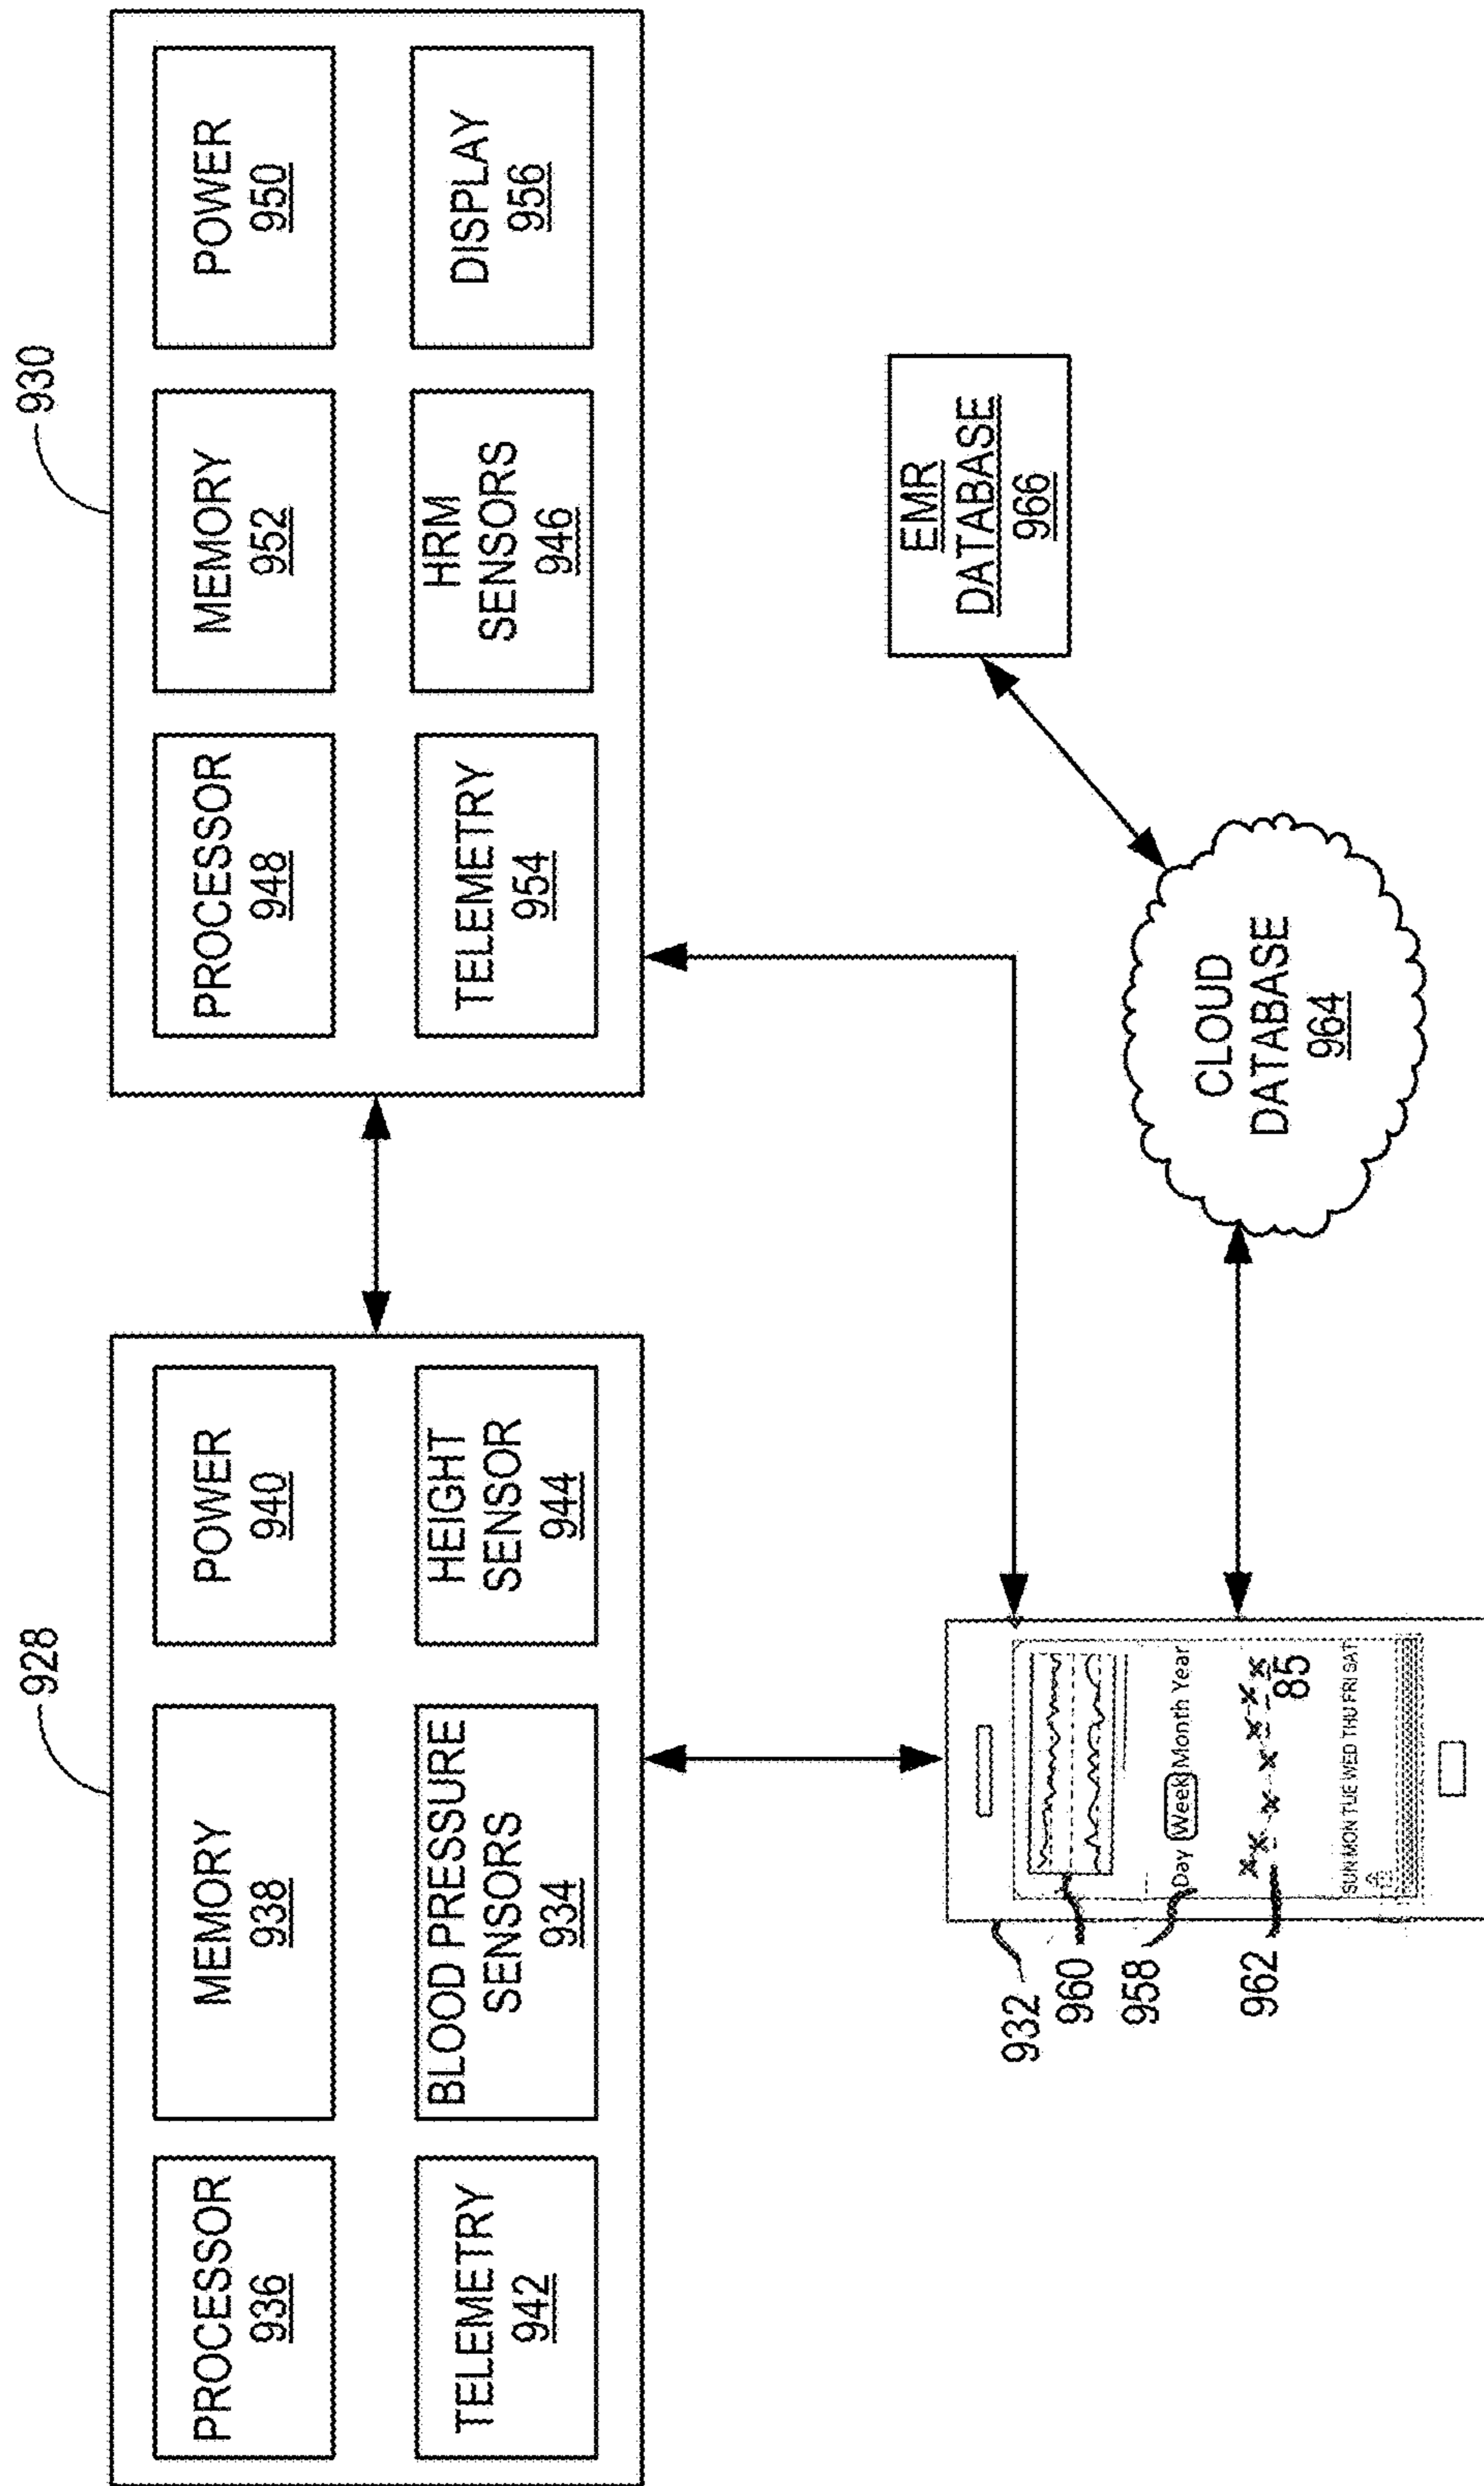 928
PROCESSOR
936
MEMORY
938
POWER
940
TELEMETRY
942
BLOOD PRESSURE
SENSORS
934
HEIGHT
SENSOR
944
930
PROCESSOR
948
MEMORY
952
POWER
950
TELEMETRY
954
HRM
SENSORS
946
DISPLAY
956
932
960
958
962
Day Week Month Year
85
SUN MON TUE WED THU FRI SAT
CLOUD
DATABASE
964
EMR
DATABASE
966